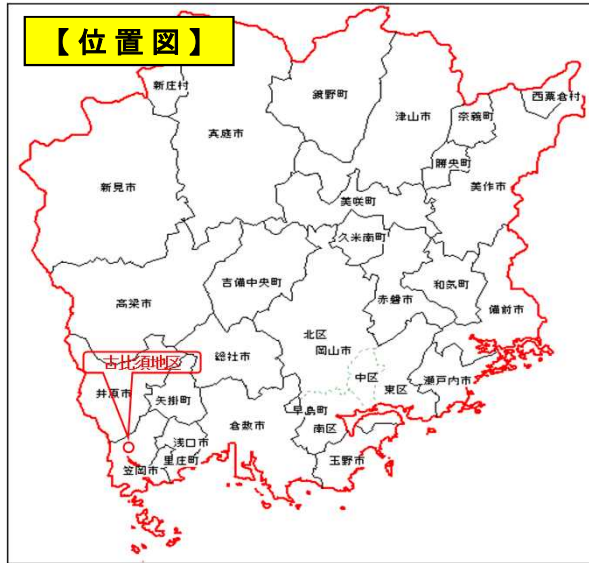 【位置図】
新庄村
真庭市
鏡野町
津山市
奈義町
西粟倉村
勝央町
美作市
新見市
美咲町
久米南町
吉備中央町
高梁市
赤磐市
和気町
備前市
北区
岡山市
古比須地区
総社市
井原市
矢掛町
中区
東区
瀬戸内市
早島町
南区
倉敷市
浅口市
里庄町
笠岡市
玉野市